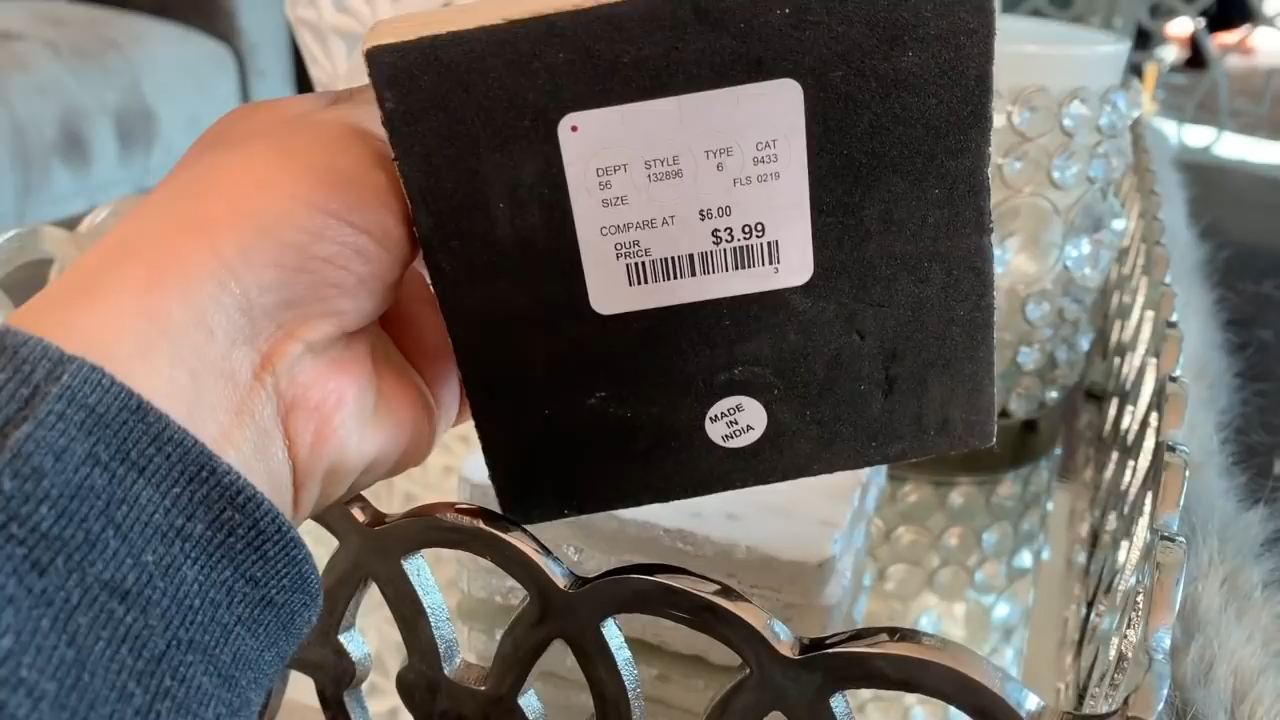 DEPT STYLE TYPE CAT
56 132896 6 9433
SIZE FLS 0219
COMPARE AT $6.00
OUR PRICE $3.99
3
MADE
IN
INDIA